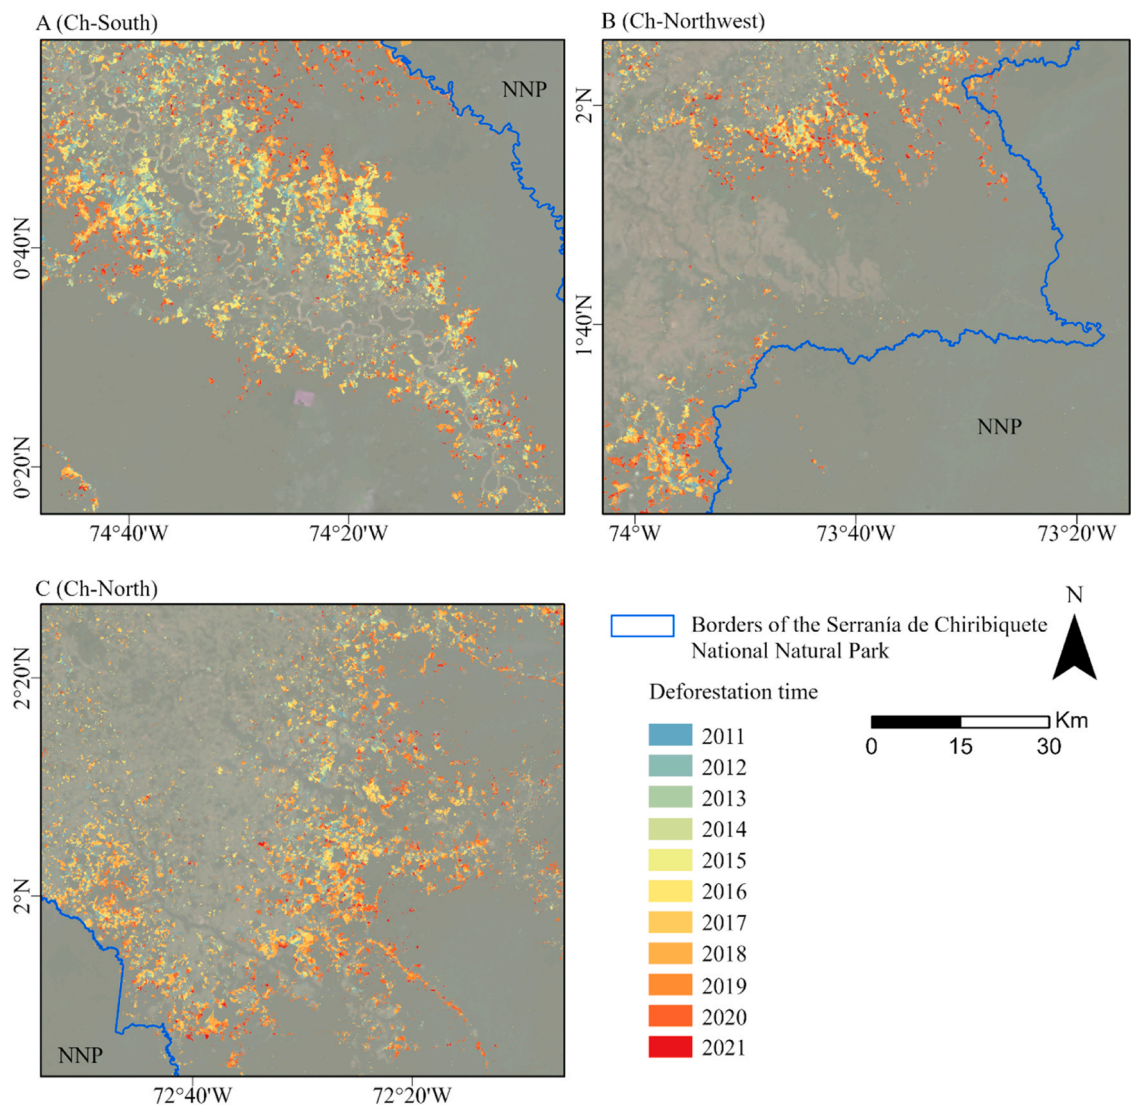 A (Ch-South)
NNP
0°40'N
0°20'N
74°40'W 74°20'W
B (Ch-Northwest)
2°N
1°40'N
NNP
74°W 73°40'W 73°20'W
C (Ch-North)
2°20'N
2°N
NNP
72°40'W 72°20'W
Borders of the Serranía de Chiribiquete
National Natural Park
N
Deforestation time
Km
0 15 30
2011
2012
2013
2014
2015
2016
2017
2018
2019
2020
2021